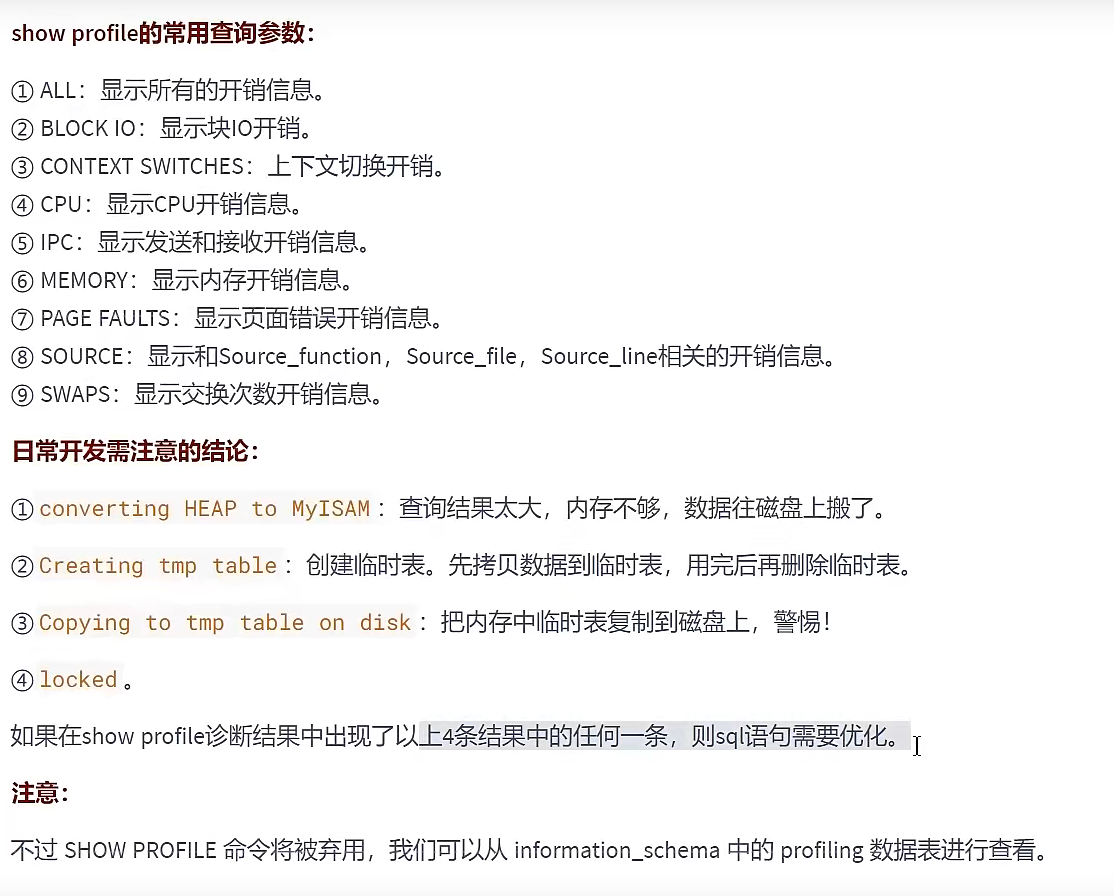 show profile的常用查询参数：
① ALL：显示所有的开销信息。
② BLOCK IO：显示块IO开销。
③ CONTEXT SWITCHES：上下文切换开销。
④ CPU：显示CPU开销信息。
⑤ IPC：显示发送和接收开销信息。
⑥ MEMORY：显示内存开销信息。
⑦ PAGE FAULTS：显示页面错误开销信息。
⑧ SOURCE：显示和Source_function，Source_file，Source_line相关的开销信息。
⑨ SWAPS：显示交换次数开销信息。
日常开发需注意的结论：
① converting HEAP to MyISAM：查询结果太大，内存不够，数据往磁盘上搬了。
② Creating tmp table：创建临时表。先拷贝数据到临时表，用完后再删除临时表。
③ Copying to tmp table on disk：把内存中临时表复制到磁盘上，警惕！
④ locked。
如果在show profile诊断结果中出现了以上4条结果中的任何一条，则sql语句需要优化。
注意：
不过 SHOW PROFILE 命令将被弃用，我们可以从 information_schema 中的 profiling 数据表进行查看。